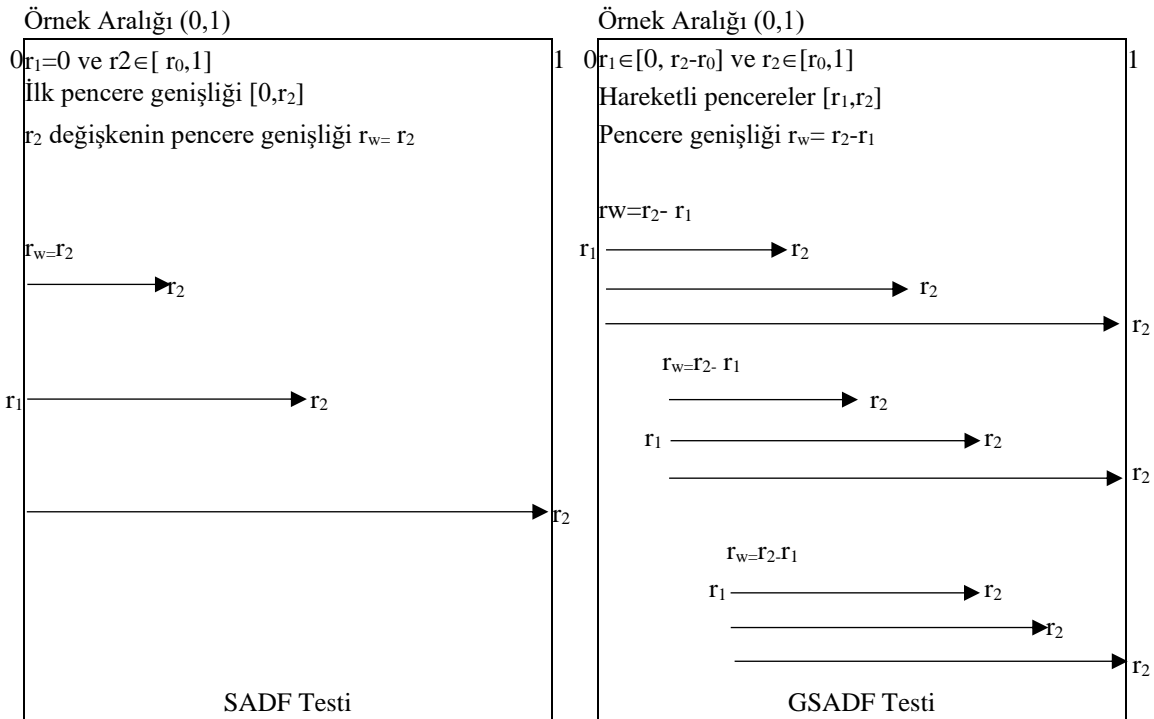 Örnek Aralığı (0,1)
0
r₁=0 ve r2∈[ r₀,1]
1
İlk pencere genişliği [0,r₂]
r₂ değişkenin pencere genişliği r_w= r₂
r_w=r₂
r₂
r₁
r₂
r₂
SADF Testi
Örnek Aralığı (0,1)
0
r₁∈[0, r₂-r₀] ve r₂∈[r₀,1]
1
Hareketli pencereler [r₁,r₂]
Pencere genişliği r_w= r₂-r₁
rw=r₂- r₁
r₁
r₂
r₂
r₂
r_w=r₂- r₁
r₂
r₁
r₂
r₂
r_w=r₂-r₁
r₁
r₂
r₂
r₂
GSADF Testi